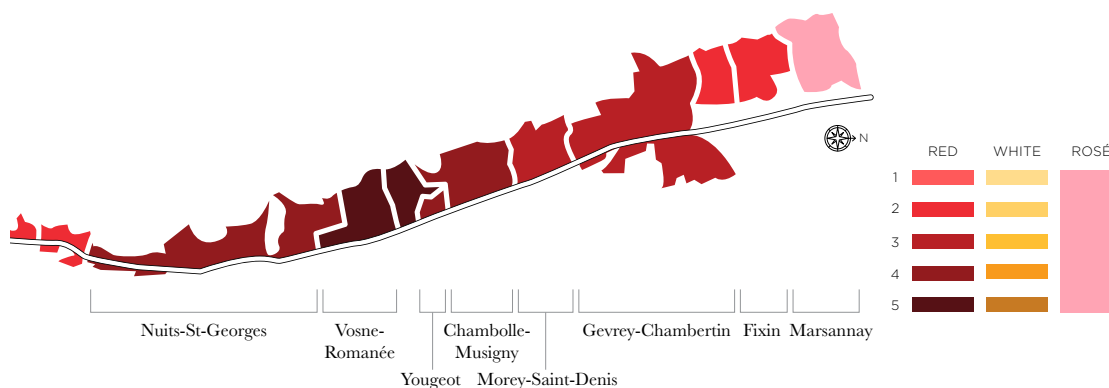 N
RED WHITE ROSÉ
1
2
3
4
5
Nuits-St-Georges
Vosne-
Romanée
Yougeot
Chambolle-
Musigny
Morey-Saint-Denis
Gevrey-Chambertin
Fixin
Marsannay